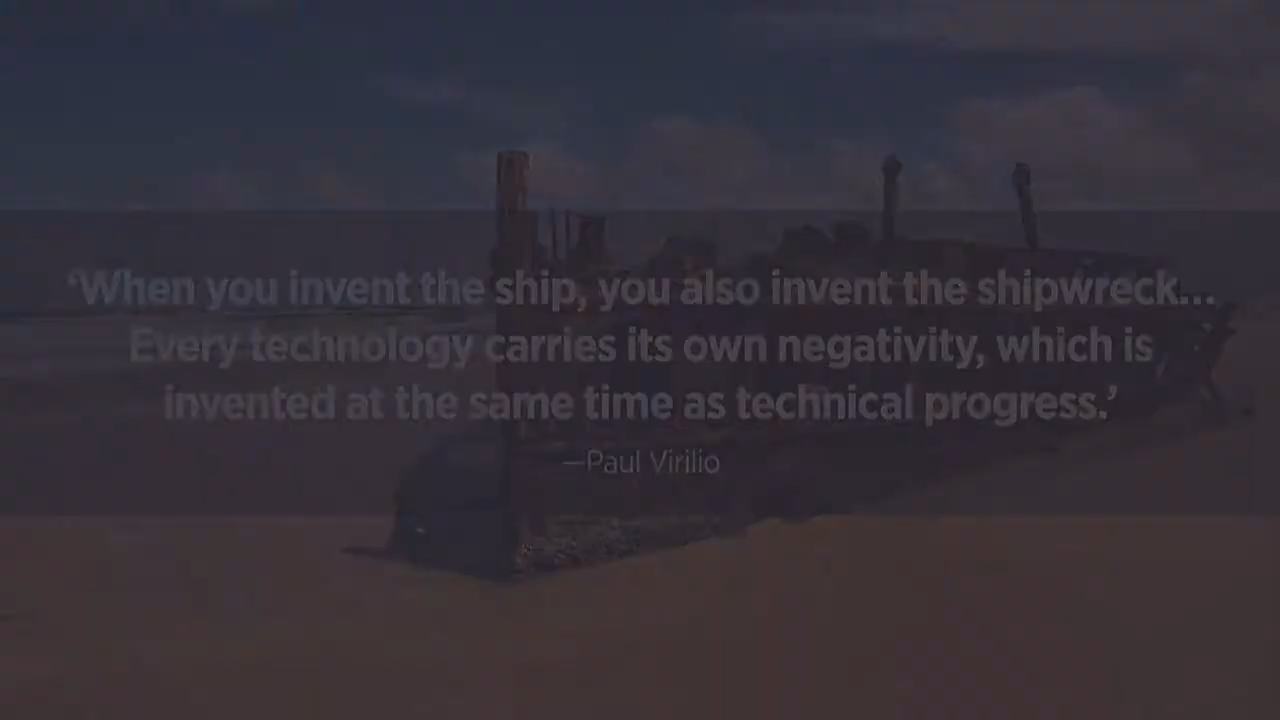 ‘When you invent the ship, you also invent the shipwreck...
Every technology carries its own negativity, which is
invented at the same time as technical progress.’
—Paul Virilio